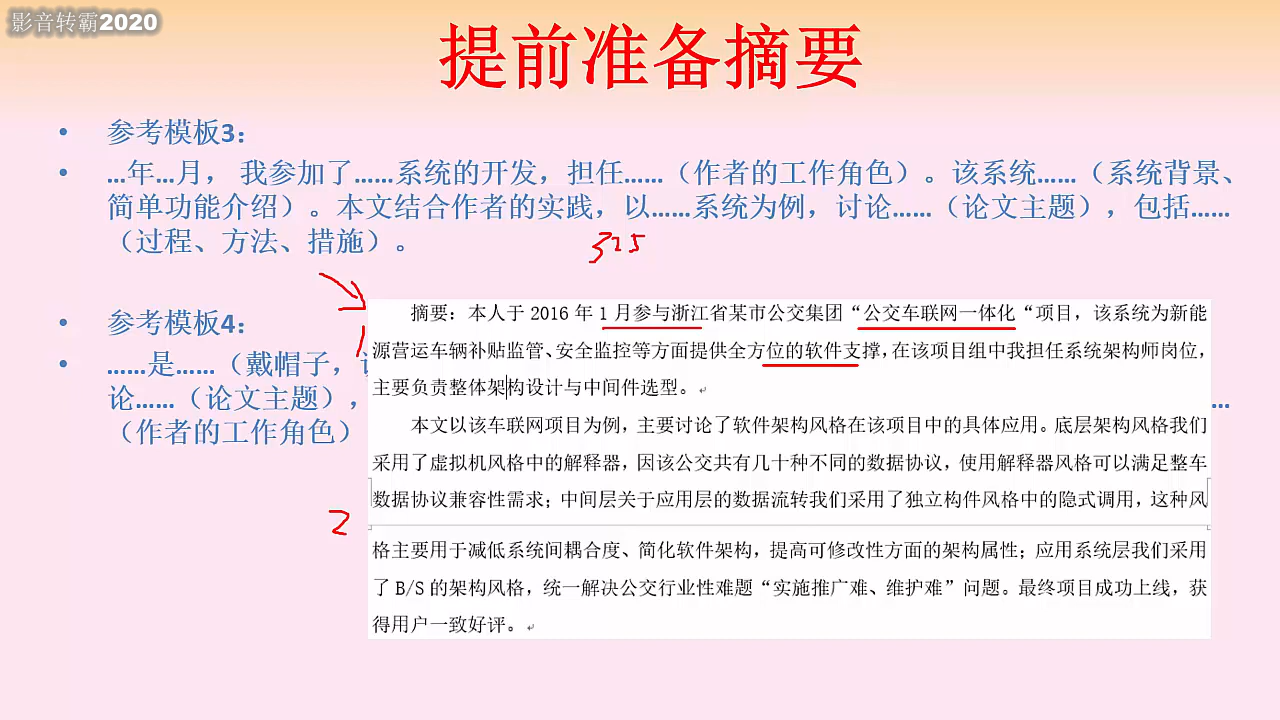 影音转霸2020
提前准备摘要
• 参考模板3：
• …年…月， 我参加了……系统的开发，担任……（作者的工作角色）。该系统……（系统背景、
简单功能介绍）。本文结合作者的实践，以……系统为例，讨论……（论文主题），包括……
（过程、方法、措施）。
325
• 参考模板4：
1
• ……是……（戴帽子，
论……（论文主题），
…
（作者的工作角色）
2
摘要：本人于 2016 年 1 月参与浙江省某市公交集团“公交车联网一体化“项目，该系统为新能
源营运车辆补贴监管、安全监控等方面提供全方位的软件支撑，在该项目组中我担任系统架构师岗位，
主要负责整体架构设计与中间件选型。
本文以该车联网项目为例，主要讨论了软件架构风格在该项目中的具体应用。底层架构风格我们
采用了虚拟机风格中的解释器，因该公交共有几十种不同的数据协议，使用解释器风格可以满足整车
数据协议兼容性需求；中间层关于应用层的数据流转我们采用了独立构件风格中的隐式调用，这种风
格主要用于减低系统间耦合度、简化软件架构，提高可修改性方面的架构属性；应用系统层我们采用
了 B/S 的架构风格，统一解决公交行业性难题“实施推广难、维护难”问题。最终项目成功上线，获
得用户一致好评。